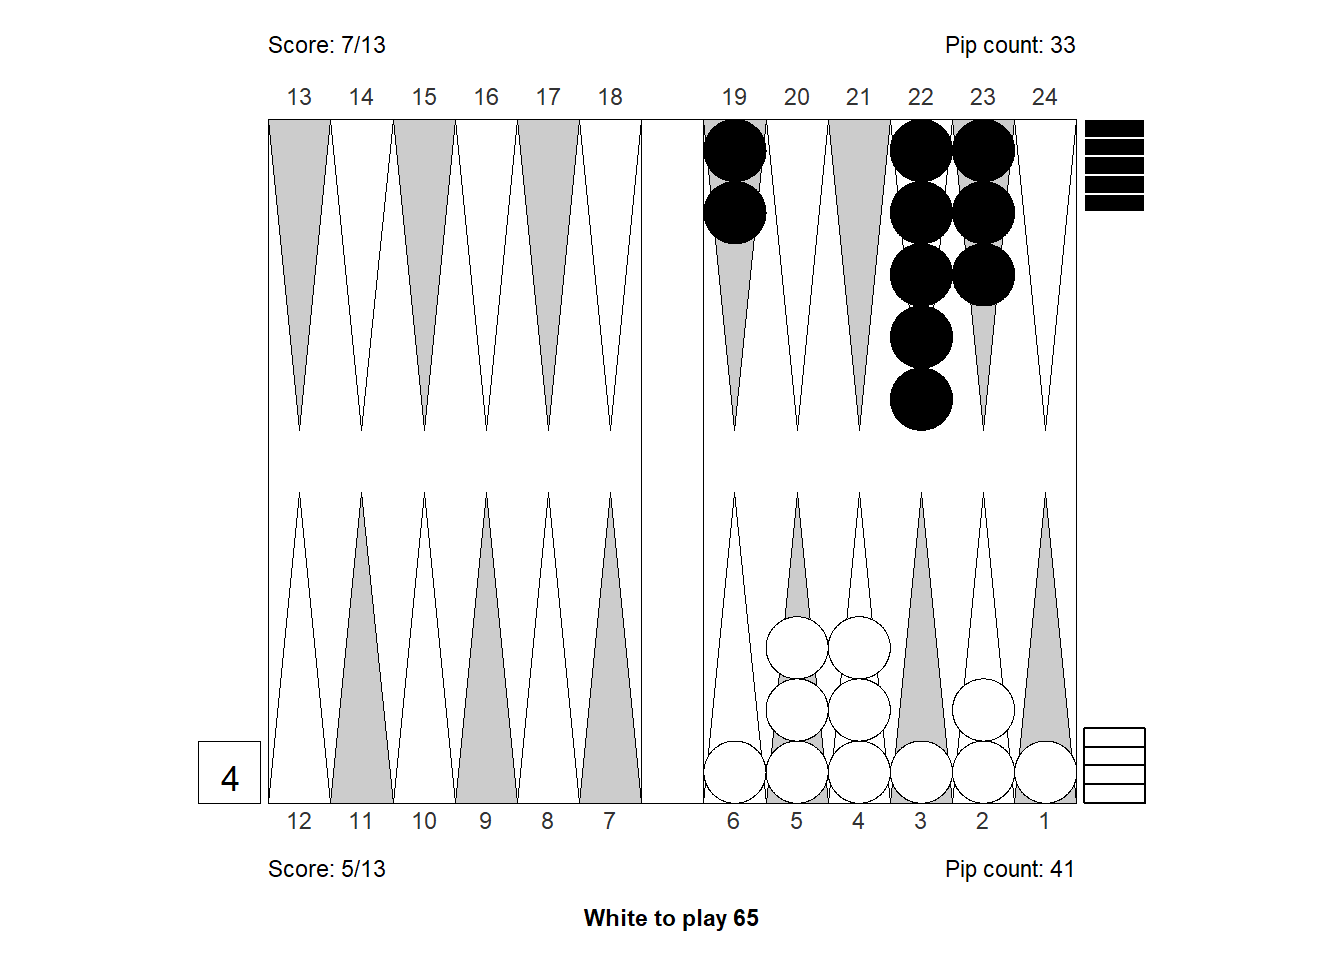 Score: 7/13 Pip count: 33
13 14 15 16 17 18 19 20 21 22 23 24
4
12 11 10 9 8 7 6 5 4 3 2 1
Score: 5/13 Pip count: 41
White to play 65